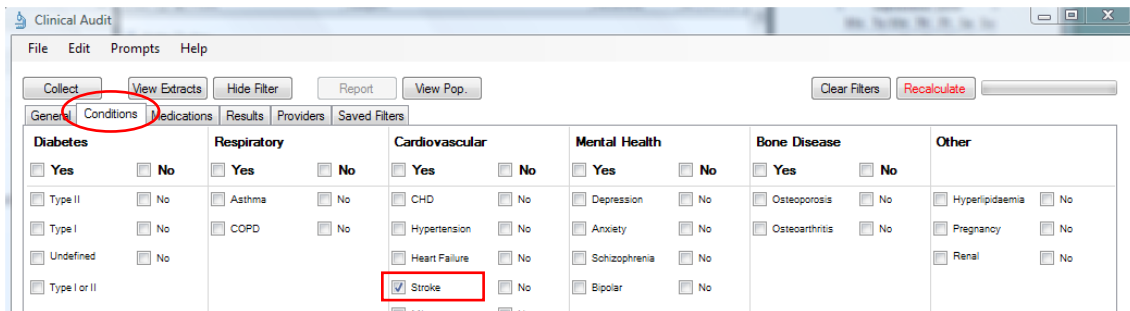 Clinical Audit
File Edit Prompts Help
Collect View Extracts Hide Filter Report View Pop. Clear Filters Recalculate
General Conditions Medications Results Providers Saved Filters
Diabetes Respiratory Cardiovascular Mental Health Bone Disease Other
Yes No Yes No Yes No Yes No Yes No
Type II No Asthma No CHD No Depression No Osteoporosis No Hyperlipidaemia No
Type I No COPD No Hypertension No Anxiety No Osteoarthritis No Pregnancy No
Undefined No Heart Failure No Schizophrenia No Renal No
Type I or II Stroke No Bipolar No